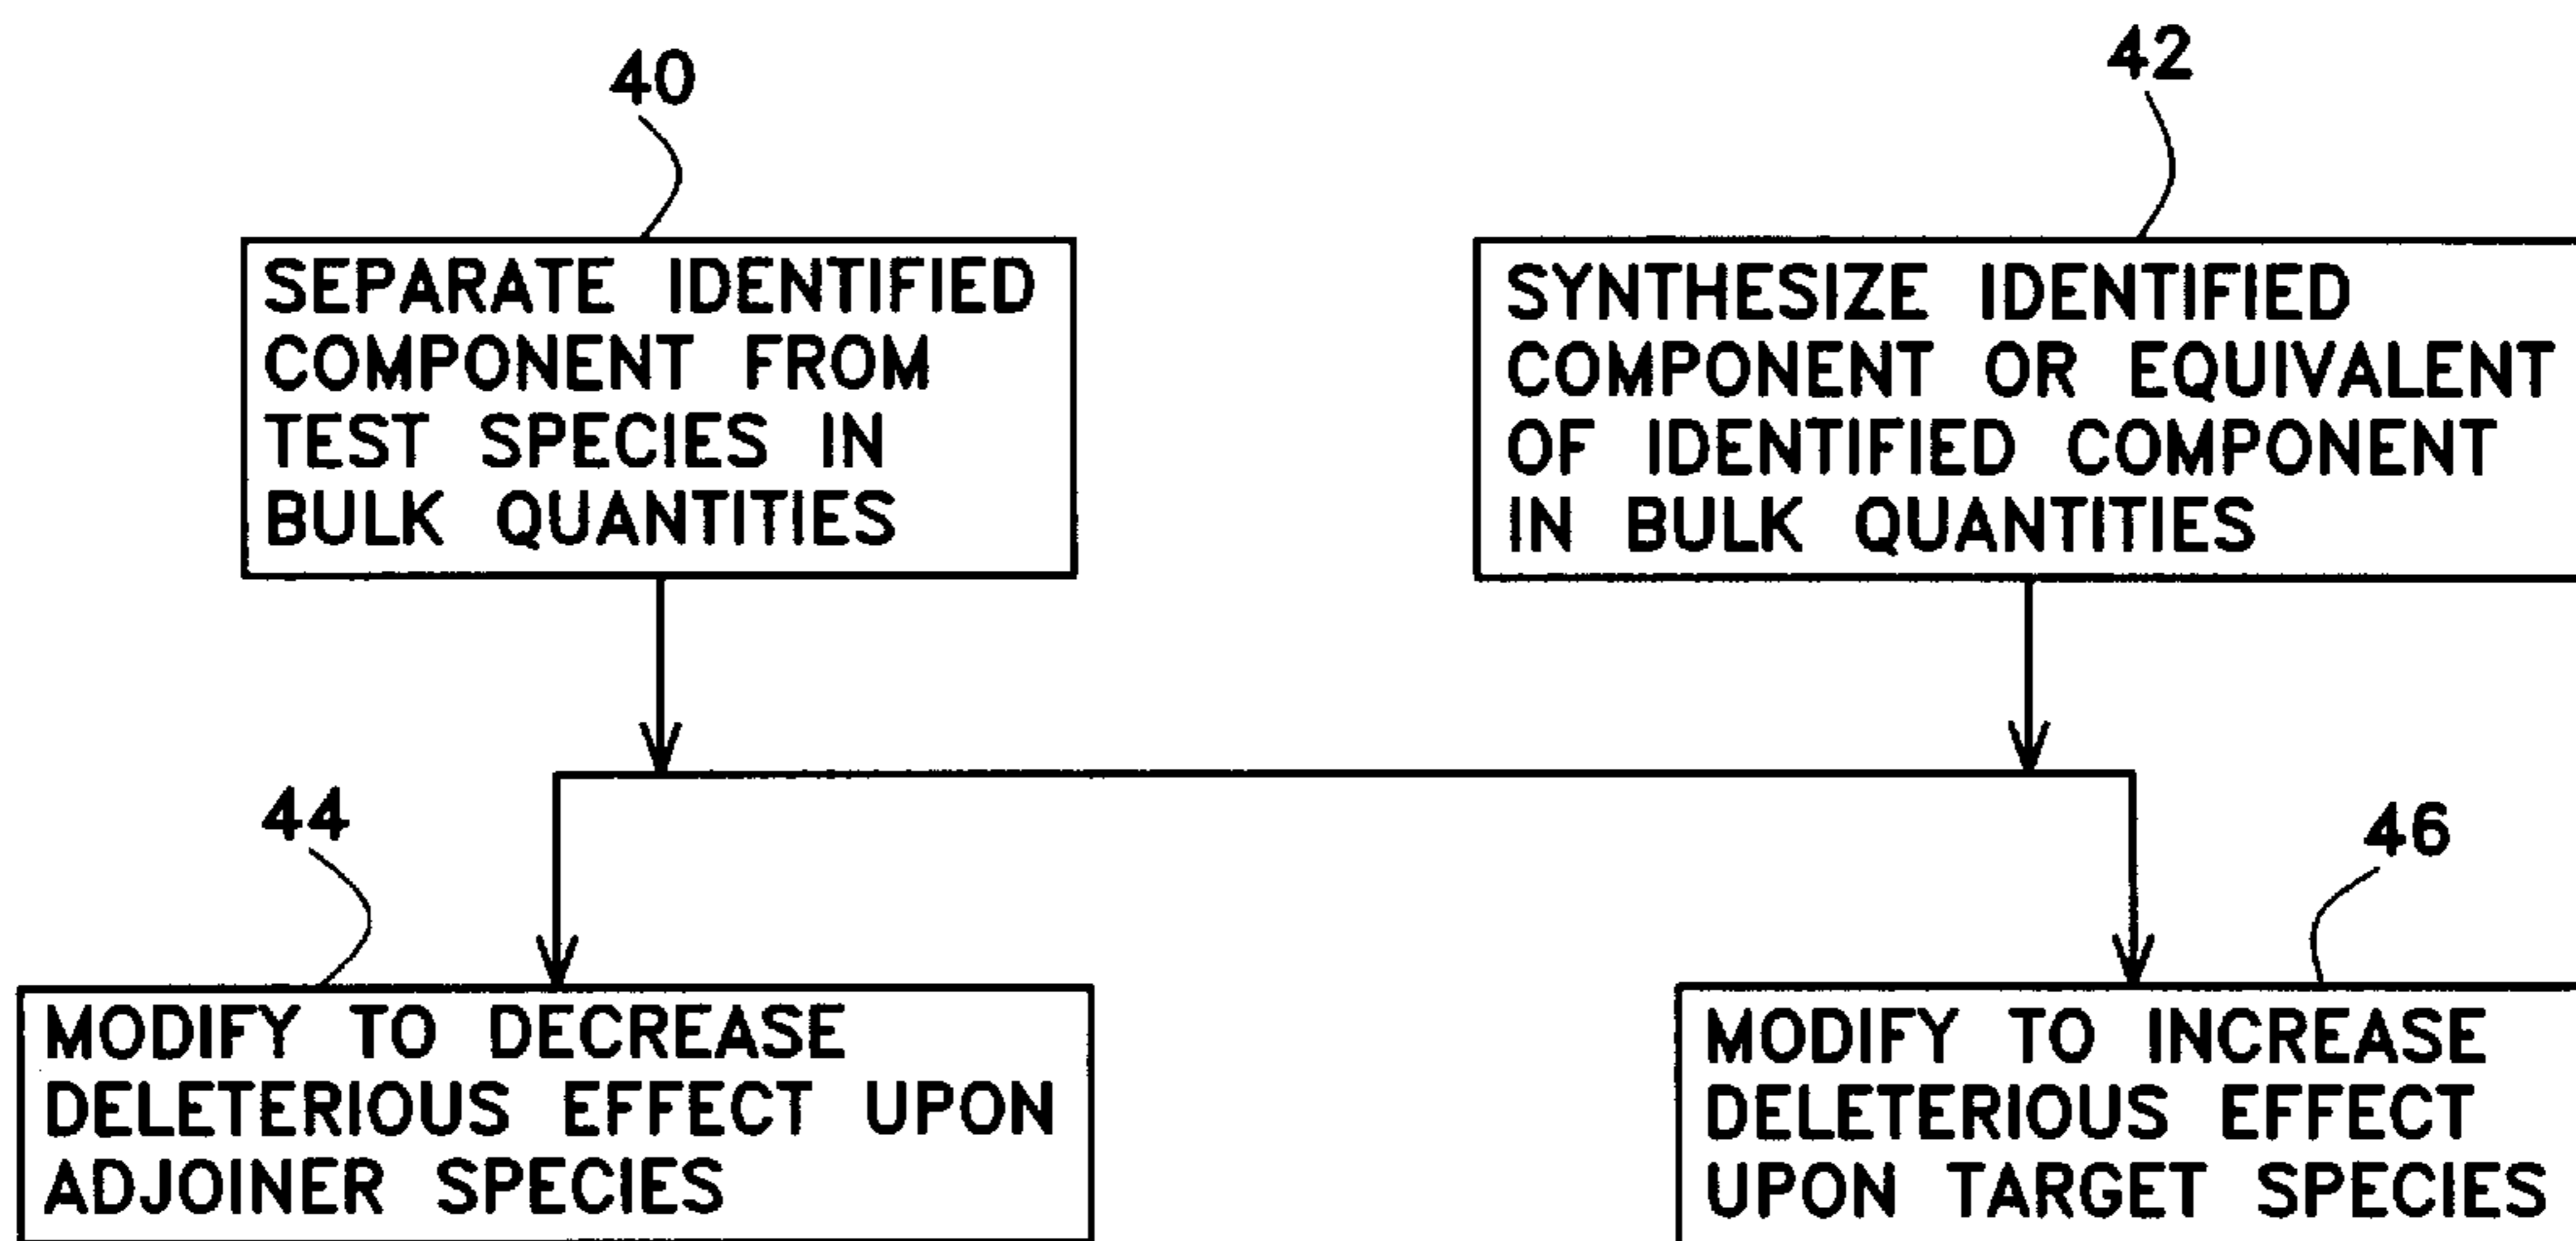 40
SEPARATE IDENTIFIED
COMPONENT FROM
TEST SPECIES IN
BULK QUANTITIES
42
SYNTHESIZE IDENTIFIED
COMPONENT OR EQUIVALENT
OF IDENTIFIED COMPONENT
IN BULK QUANTITIES
44
MODIFY TO DECREASE
DELETERIOUS EFFECT UPON
ADJOINER SPECIES
46
MODIFY TO INCREASE
DELETERIOUS EFFECT
UPON TARGET SPECIES